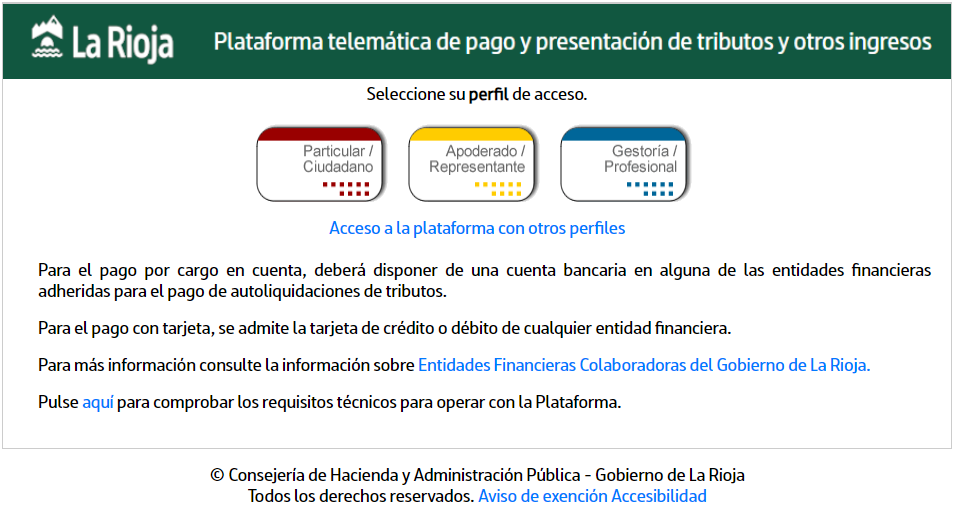 La Rioja
Plataforma telemática de pago y presentación de tributos y otros ingresos
Seleccione su perfil de acceso.
Particular /
Ciudadano
Apoderado /
Representante
Gestoría /
Profesional
Acceso a la plataforma con otros perfiles
Para el pago por cargo en cuenta, deberá disponer de una cuenta bancaria en alguna de las entidades financieras
adheridas para el pago de autoliquidaciones de tributos.
Para el pago con tarjeta, se admite la tarjeta de crédito o débito de cualquier entidad financiera.
Para más información consulte la información sobre Entidades Financieras Colaboradoras del Gobierno de La Rioja.
Pulse aquí para comprobar los requisitos técnicos para operar con la Plataforma.
© Consejería de Hacienda y Administración Pública - Gobierno de La Rioja
Todos los derechos reservados. Aviso de exención Accesibilidad